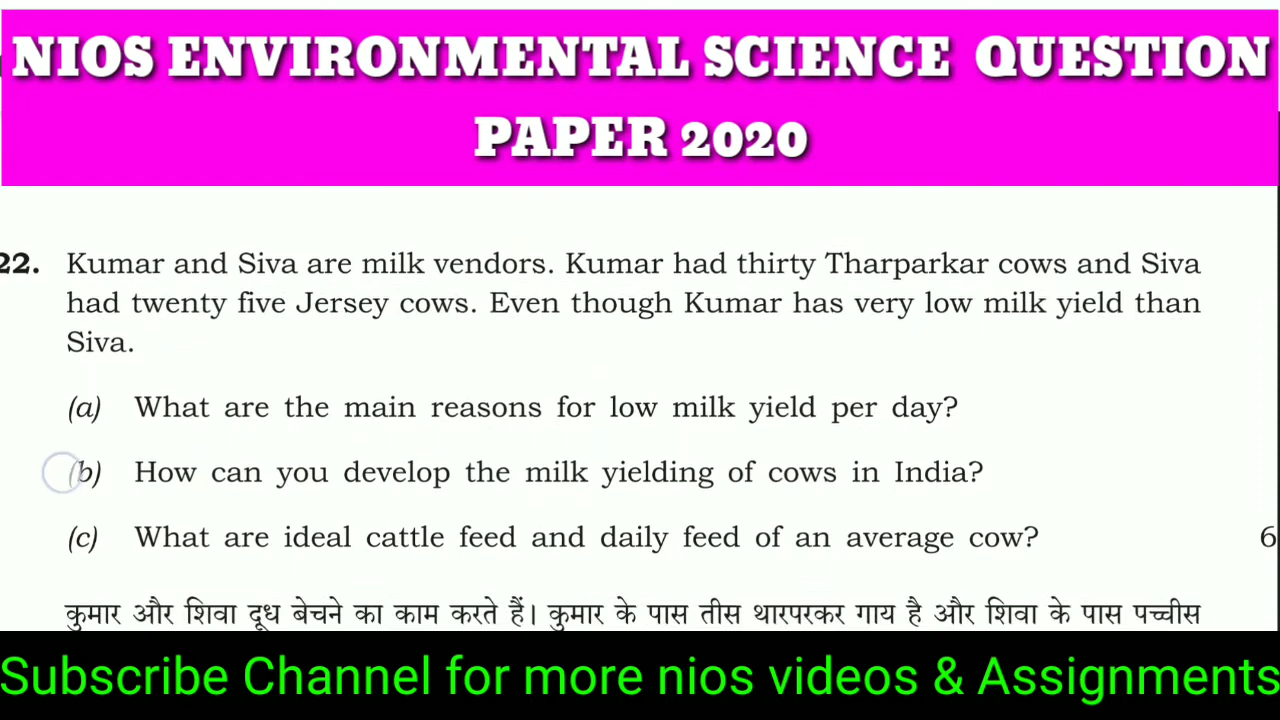 NIOS ENVIRONMENTAL SCIENCE QUESTION
PAPER 2020
22. Kumar and Siva are milk vendors. Kumar had thirty Tharparkar cows and Siva
had twenty five Jersey cows. Even though Kumar has very low milk yield than
Siva.
(a) What are the main reasons for low milk yield per day?
(b) How can you develop the milk yielding of cows in India?
(c) What are ideal cattle feed and daily feed of an average cow? 6
कुमार और शिवा दूध बेचने का काम करते हैं। कुमार के पास तीस थारपरकर गाय है और शिवा के पास पच्चीस
Subscribe Channel for more nios videos & Assignments